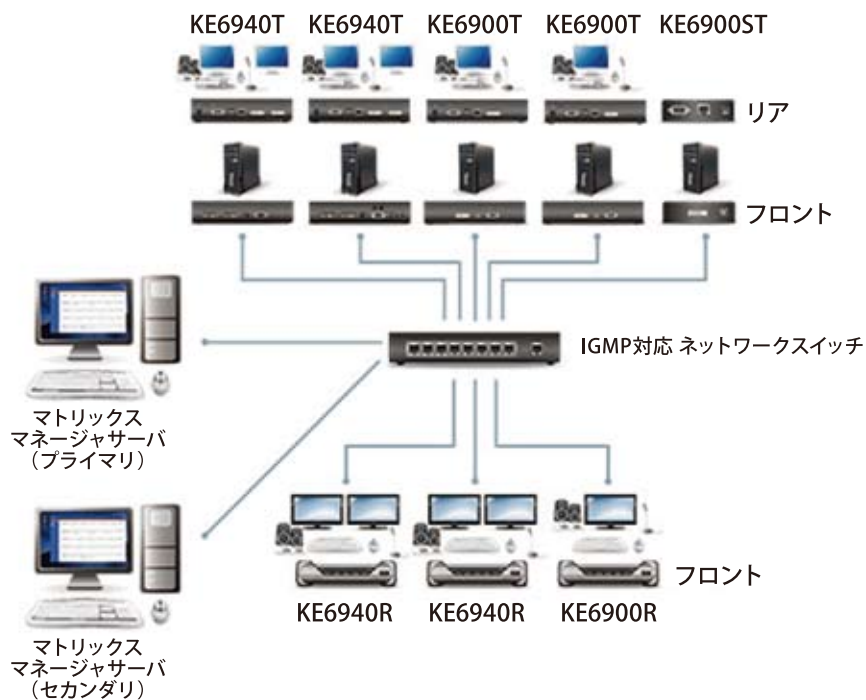 KE6940T KE6940T KE6900T KE6900T KE6900ST
リア
フロント
IGMP対応 ネットワークスイッチ
マトリックス
マネージャサーバ
（プライマリ）
フロント
KE6940R KE6940R KE6900R
マトリックス
マネージャサーバ
（セカンダリ）